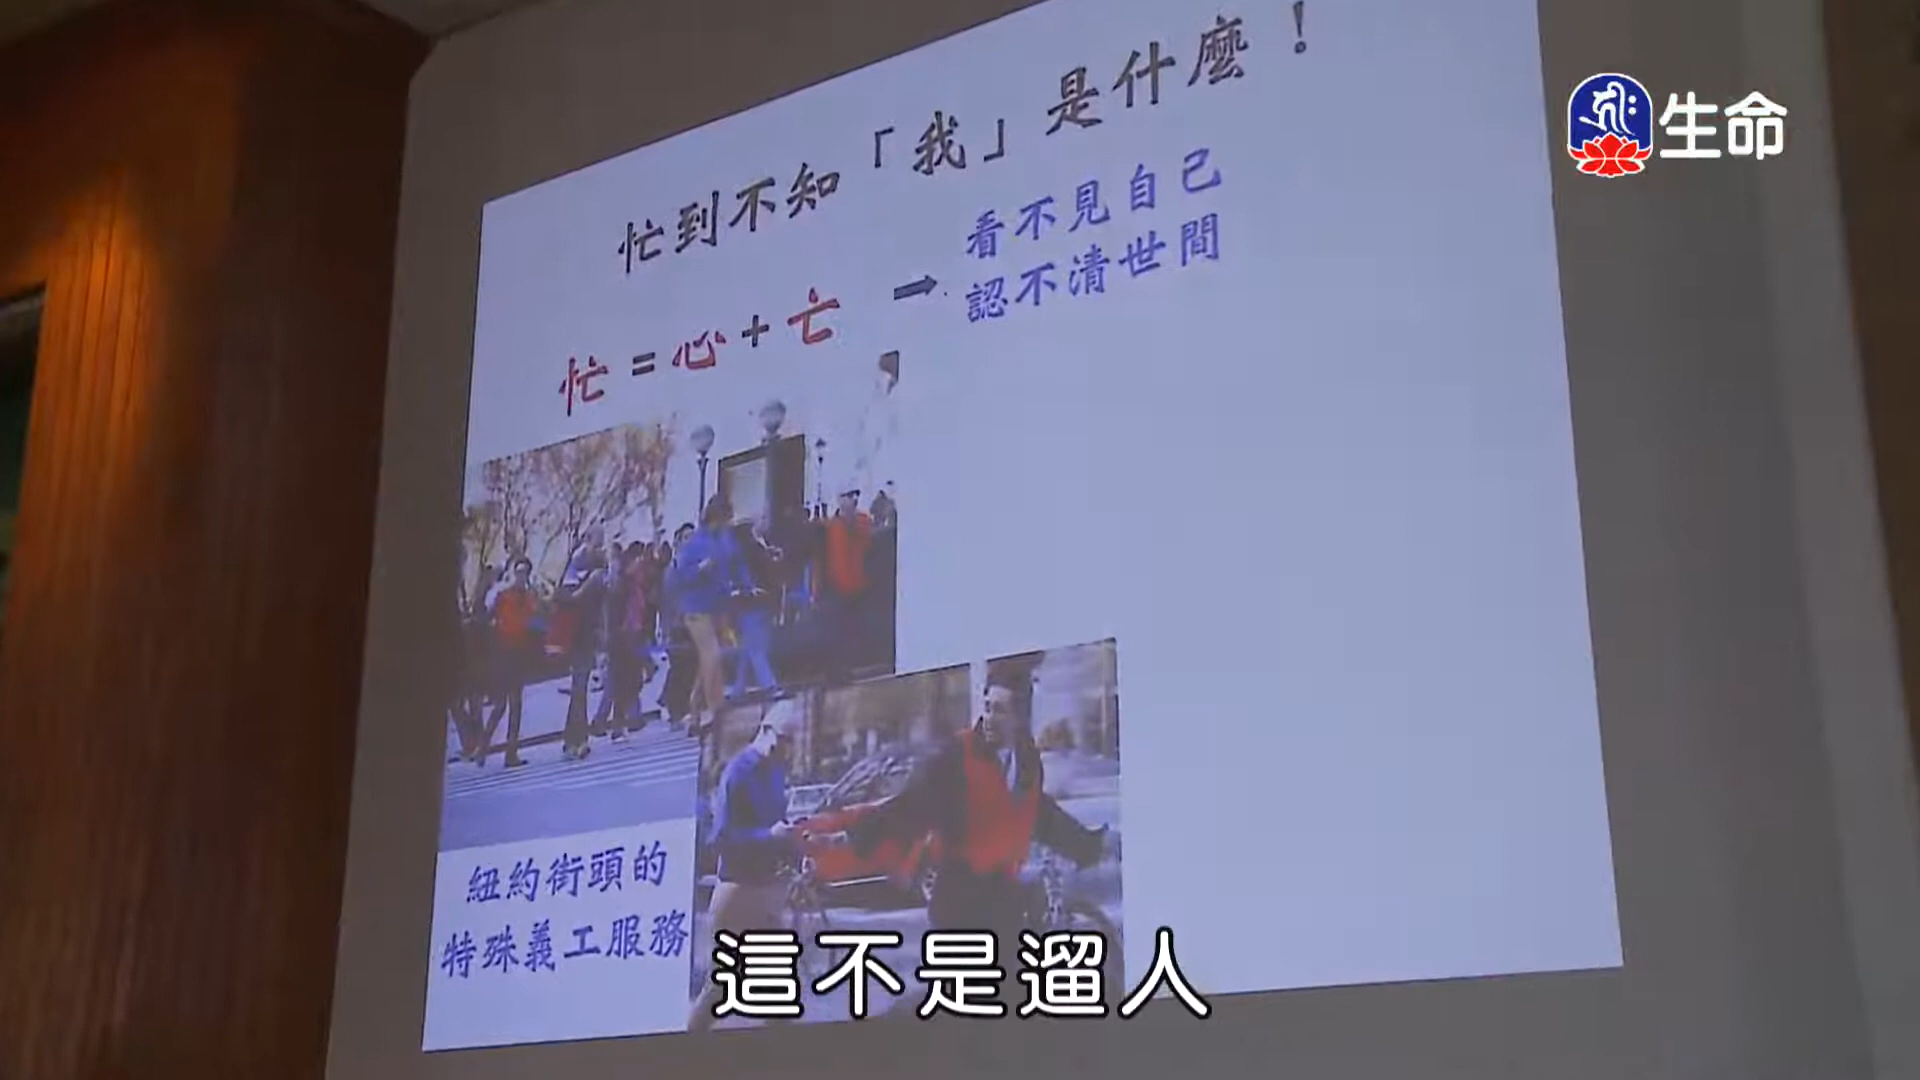 忙到不知「我」是什麼！
看不見自己
認不清世間
忙=心+亡 →
紐約街頭的
特殊義工服務
這不是遛人
生命